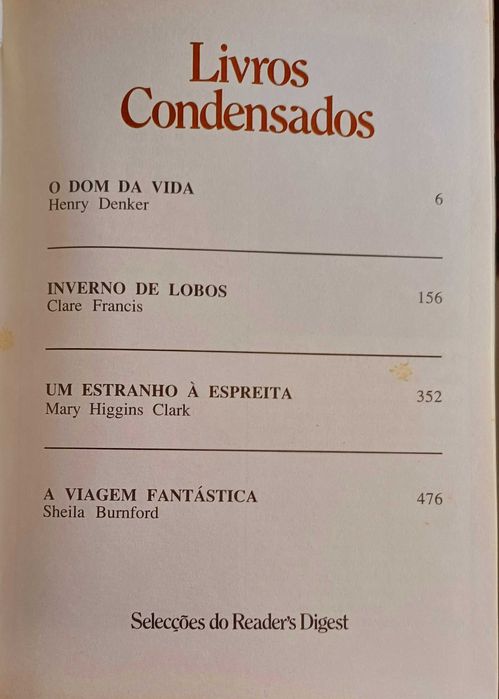 Livros
Condensados
O DOM DA VIDA
Henry Denker 6
INVERNO DE LOBOS
Clare Francis 156
UM ESTRANHO À ESPREITA
Mary Higgins Clark 352
A VIAGEM FANTÁSTICA
Sheila Burnford 476
Selecções do Reader's Digest